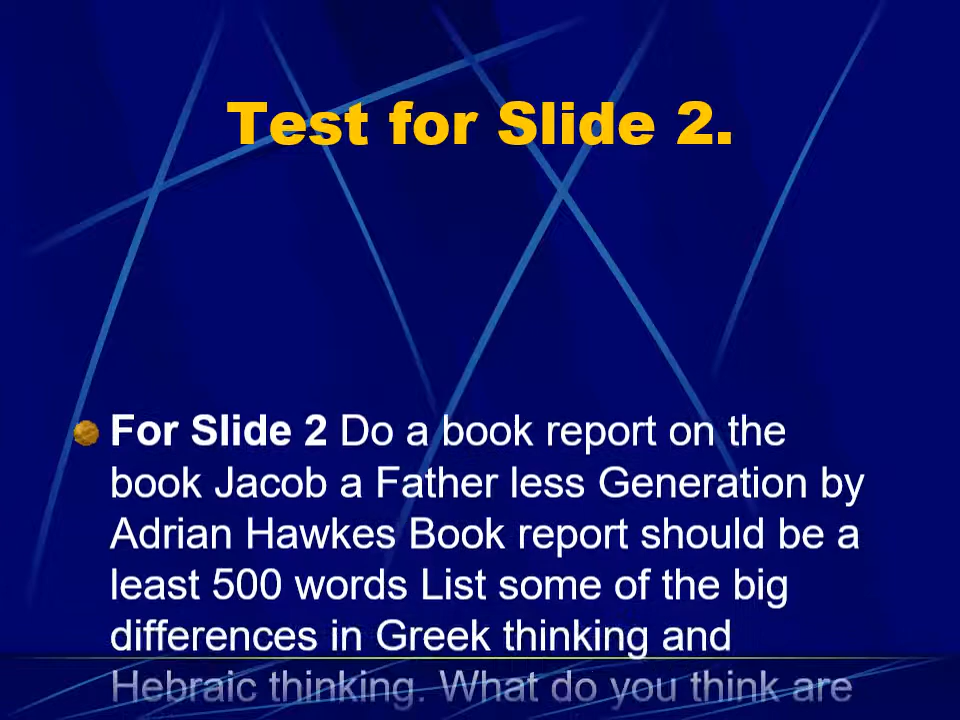 Test for Slide 2.
For Slide 2 Do a book report on the
book Jacob a Father less Generation by
Adrian Hawkes Book report should be a
least 500 words List some of the big
differences in Greek thinking and
Hebraic thinking. What do you think are